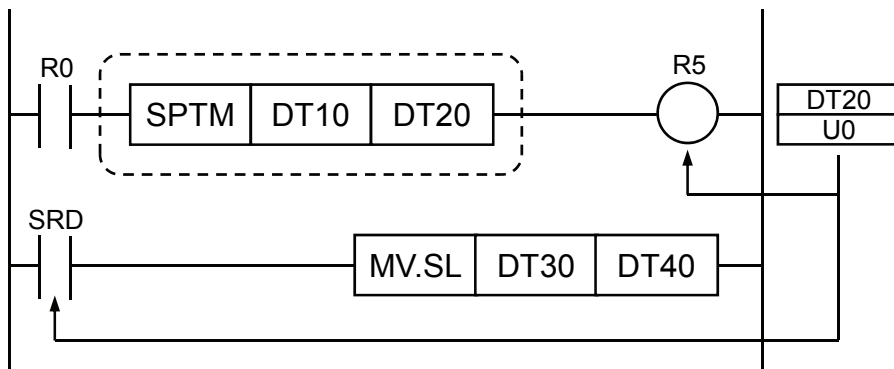 R0
SPTM DT10 DT20
R5
DT20
U0
SRD
MV.SL DT30 DT40